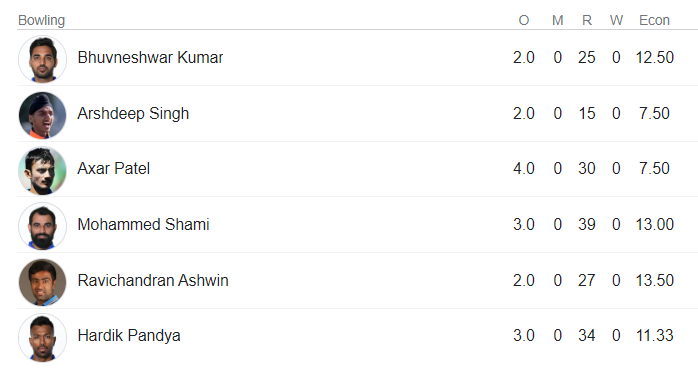 Bowling O M R W Econ
Bhuvneshwar Kumar 2.0 0 25 0 12.50
Arshdeep Singh 2.0 0 15 0 7.50
Axar Patel 4.0 0 30 0 7.50
Mohammed Shami 3.0 0 39 0 13.00
Ravichandran Ashwin 2.0 0 27 0 13.50
Hardik Pandya 3.0 0 34 0 11.33